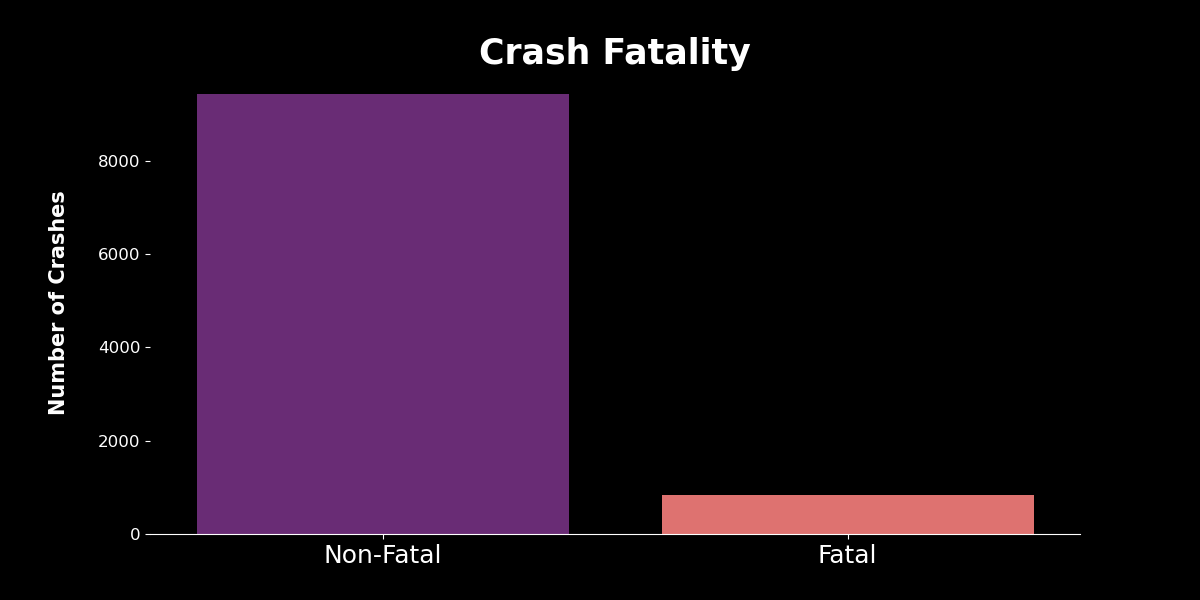 Crash Fatality
Number of Crashes
8000
6000
4000
2000
0
Non-Fatal
Fatal